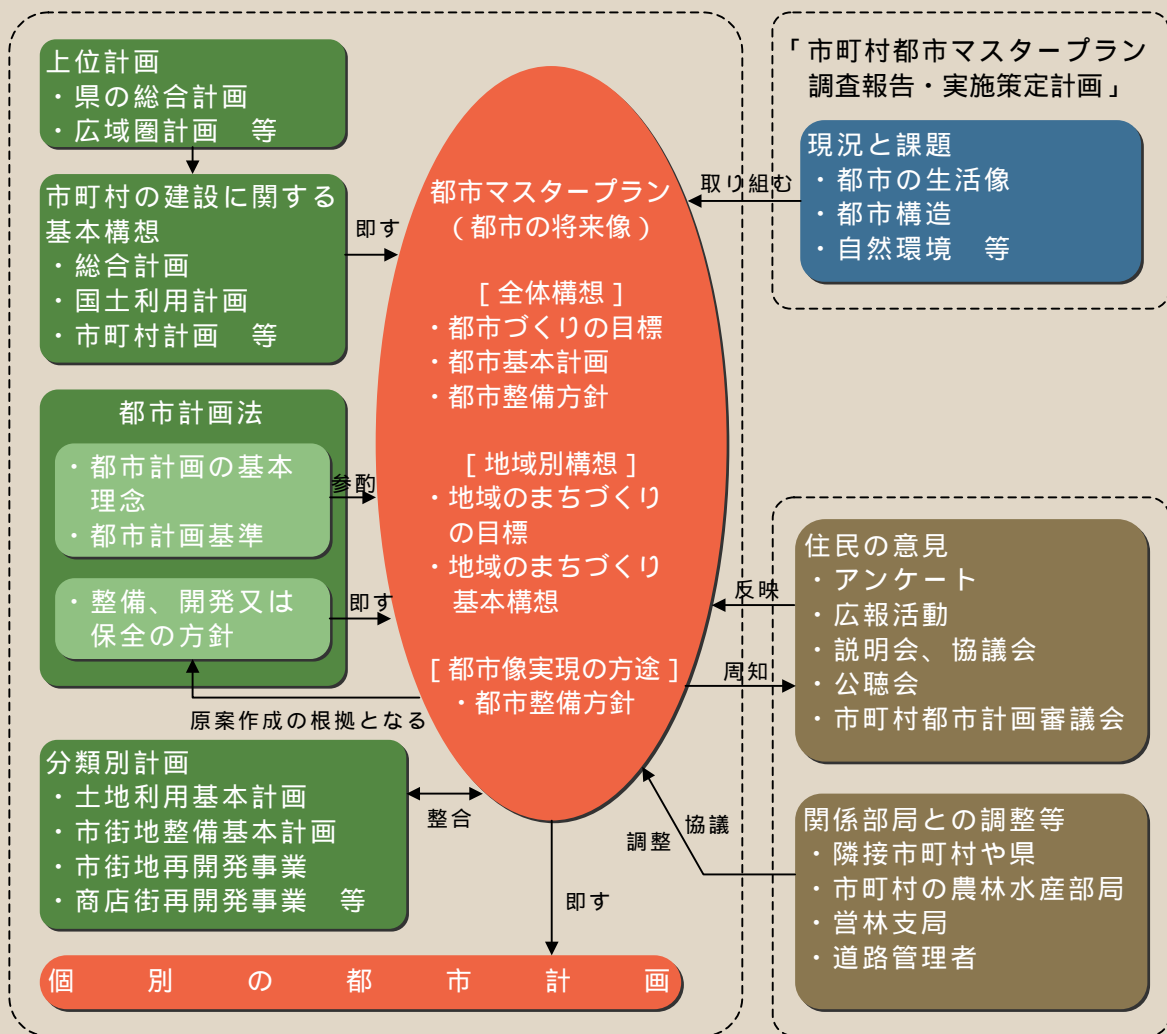 上位計画
・県の総合計画
・広域圏計画　等
市町村の建設に関する
基本構想
・総合計画
・国土利用計画
・市町村計画　等
即す
都市計画法
・都市計画の基本
理念
・都市計画基準
参酌
・整備、開発又は
保全の方針
即す
原案作成の根拠となる
分類別計画
・土地利用基本計画
・市街地整備基本計画
・市街地再開発事業
・商店街再開発事業　等
整合
都市マスタープラン
（都市の将来像）
［全体構想］
・都市づくりの目標
・都市基本計画
・都市整備方針
［地域別構想］
・地域のまちづくり
の目標
・地域のまちづくり
基本構想
［都市像実現の方途］
・都市整備方針
即す
個別の都市計画
「市町村都市マスタープラン
調査報告・実施策定計画」
現況と課題
・都市の生活像
・都市構造
・自然環境　等
取り組む
住民の意見
・アンケート
・広報活動
・説明会、協議会
・公聴会
・市町村都市計画審議会
反映
周知
関係部局との調整等
・隣接市町村や県
・市町村の農林水産部局
・営林支局
・道路管理者
協議
調整